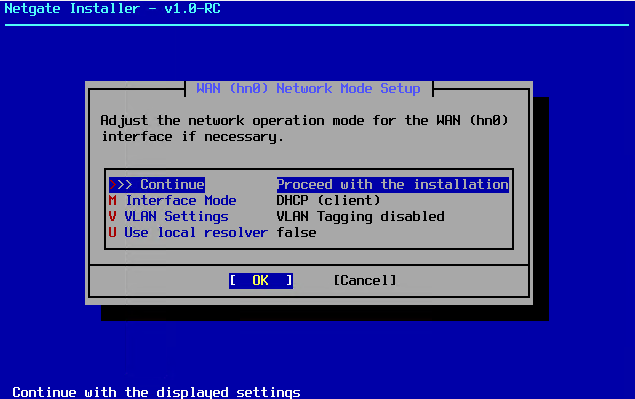 Netgate Installer - v1.0-RC
WAN (hn0) Network Mode Setup
Adjust the network operation mode for the WAN (hn0)
interface if necessary.
>>> Continue Proceed with the installation
M Interface Mode DHCP (client)
V VLAN Settings VLAN Tagging disabled
U Use local resolver false
[ OK ] [Cancel]
Continue with the displayed settings